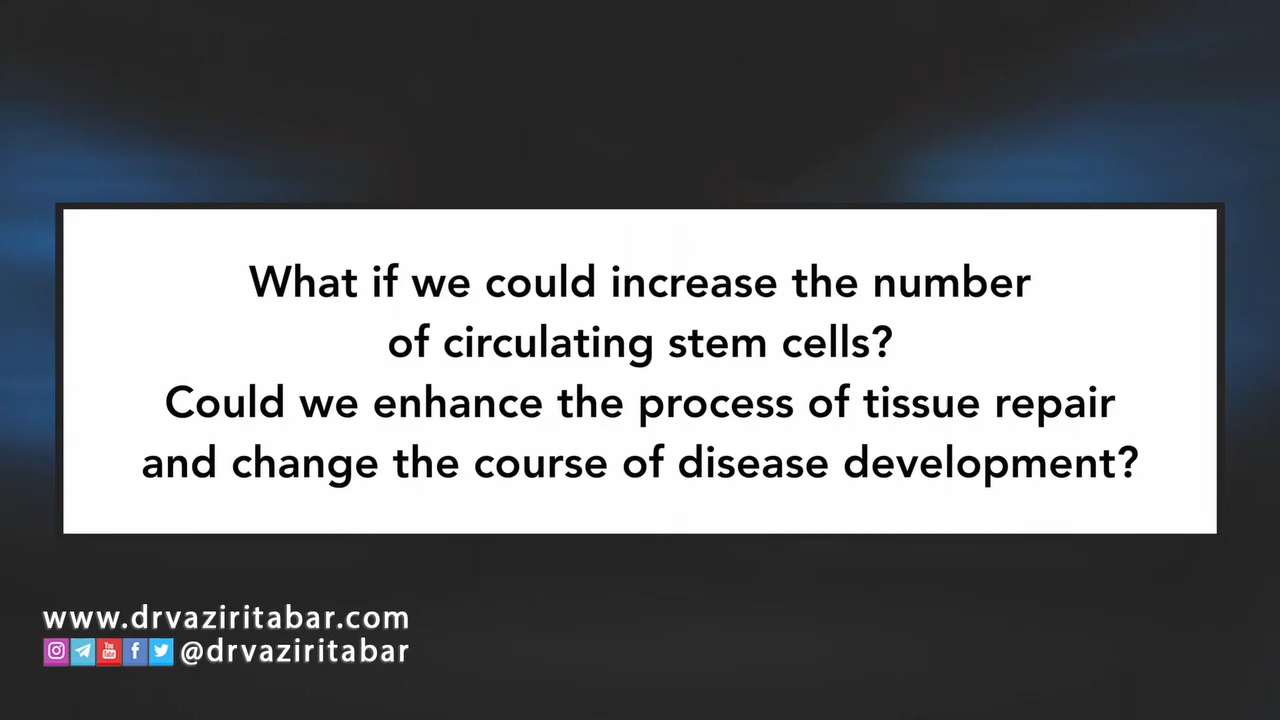 What if we could increase the number
of circulating stem cells?
Could we enhance the process of tissue repair
and change the course of disease development?
www.drvaziritabar.com
@drvaziritabar